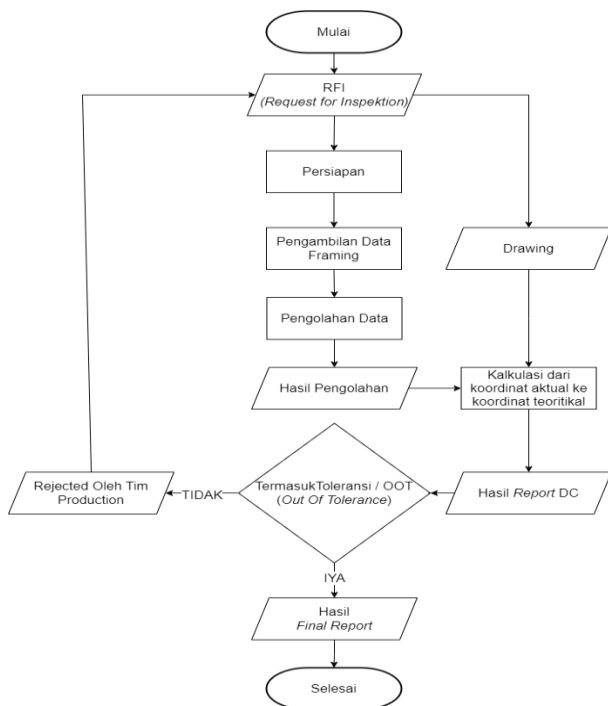 Mulai
RFI
(Request for Inspektion)
Persiapan
Pengambilan Data
Framing
Drawing
Pengolahan Data
Hasil Pengolahan
Kalkulasi dari
koordinat aktual ke
koordinat teoritikal
Rejected Oleh Tim
Production
TIDAK
TermasukToleransi / OOT
(Out Of Tolerance)
Hasil Report DC
IYA
Hasil
Final Report
Selesai